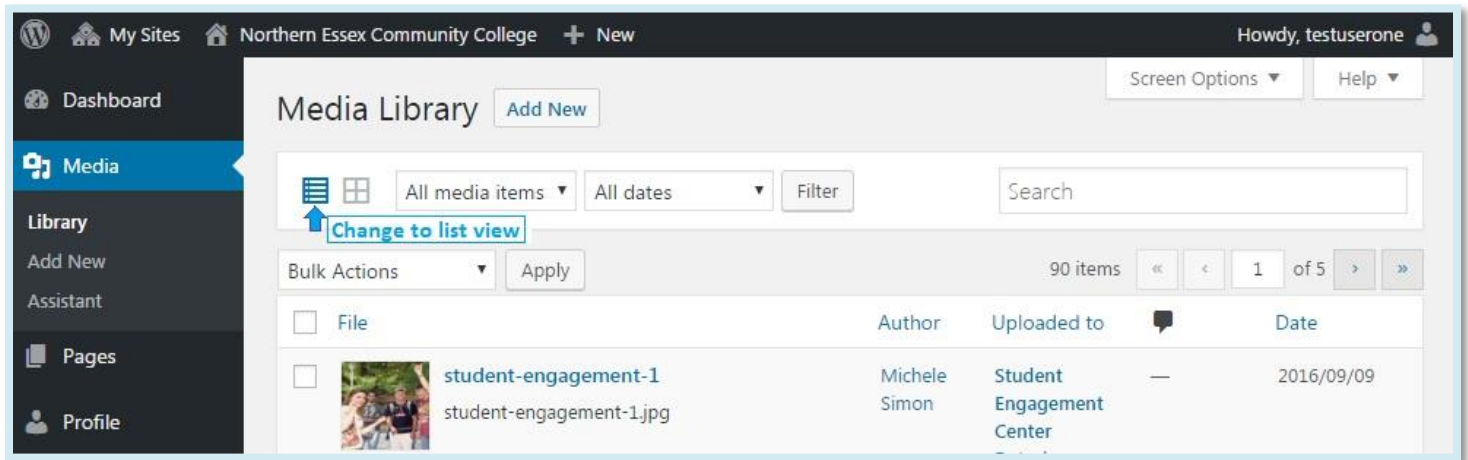 My Sites Northern Essex Community College + New Howdy, testuserone
Dashboard
Media
Library
Add New
Assistant
Pages
Profile
Screen Options ▼ Help ▼
Media Library Add New
All media items ▼ All dates ▼ Filter Search
Change to list view
Bulk Actions ▼ Apply 90 items « ‹ 1 of 5 › »
File Author Uploaded to Date
student-engagement-1 Michele Student — 2016/09/09
student-engagement-1.jpg Simon Engagement
Center